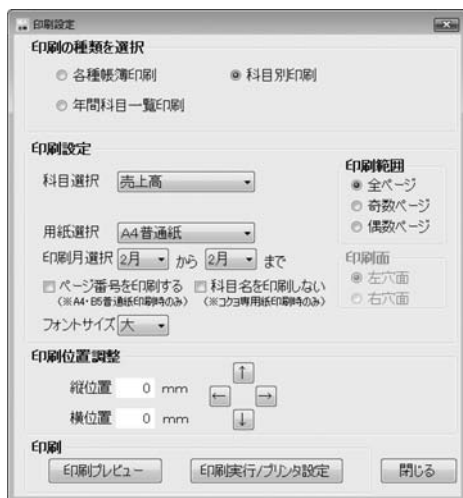 印刷設定
印刷の種類を選択
各種帳簿印刷
科目別印刷
年間科目一覧印刷
印刷設定
科目選択 売上高
用紙選択 A4普通紙
印刷月選択 2月 から 2月 まで
ページ番号を印刷する
(※A4・B5普通紙印刷時のみ)
科目名を印刷しない
(※コクヨ専用紙印刷時のみ)
フォントサイズ 大
印刷範囲
全ページ
奇数ページ
偶数ページ
印刷面
左穴面
右穴面
印刷位置調整
縦位置 0 mm
横位置 0 mm
↑
← →
↓
印刷
印刷プレビュー 印刷実行/プリンタ設定 閉じる